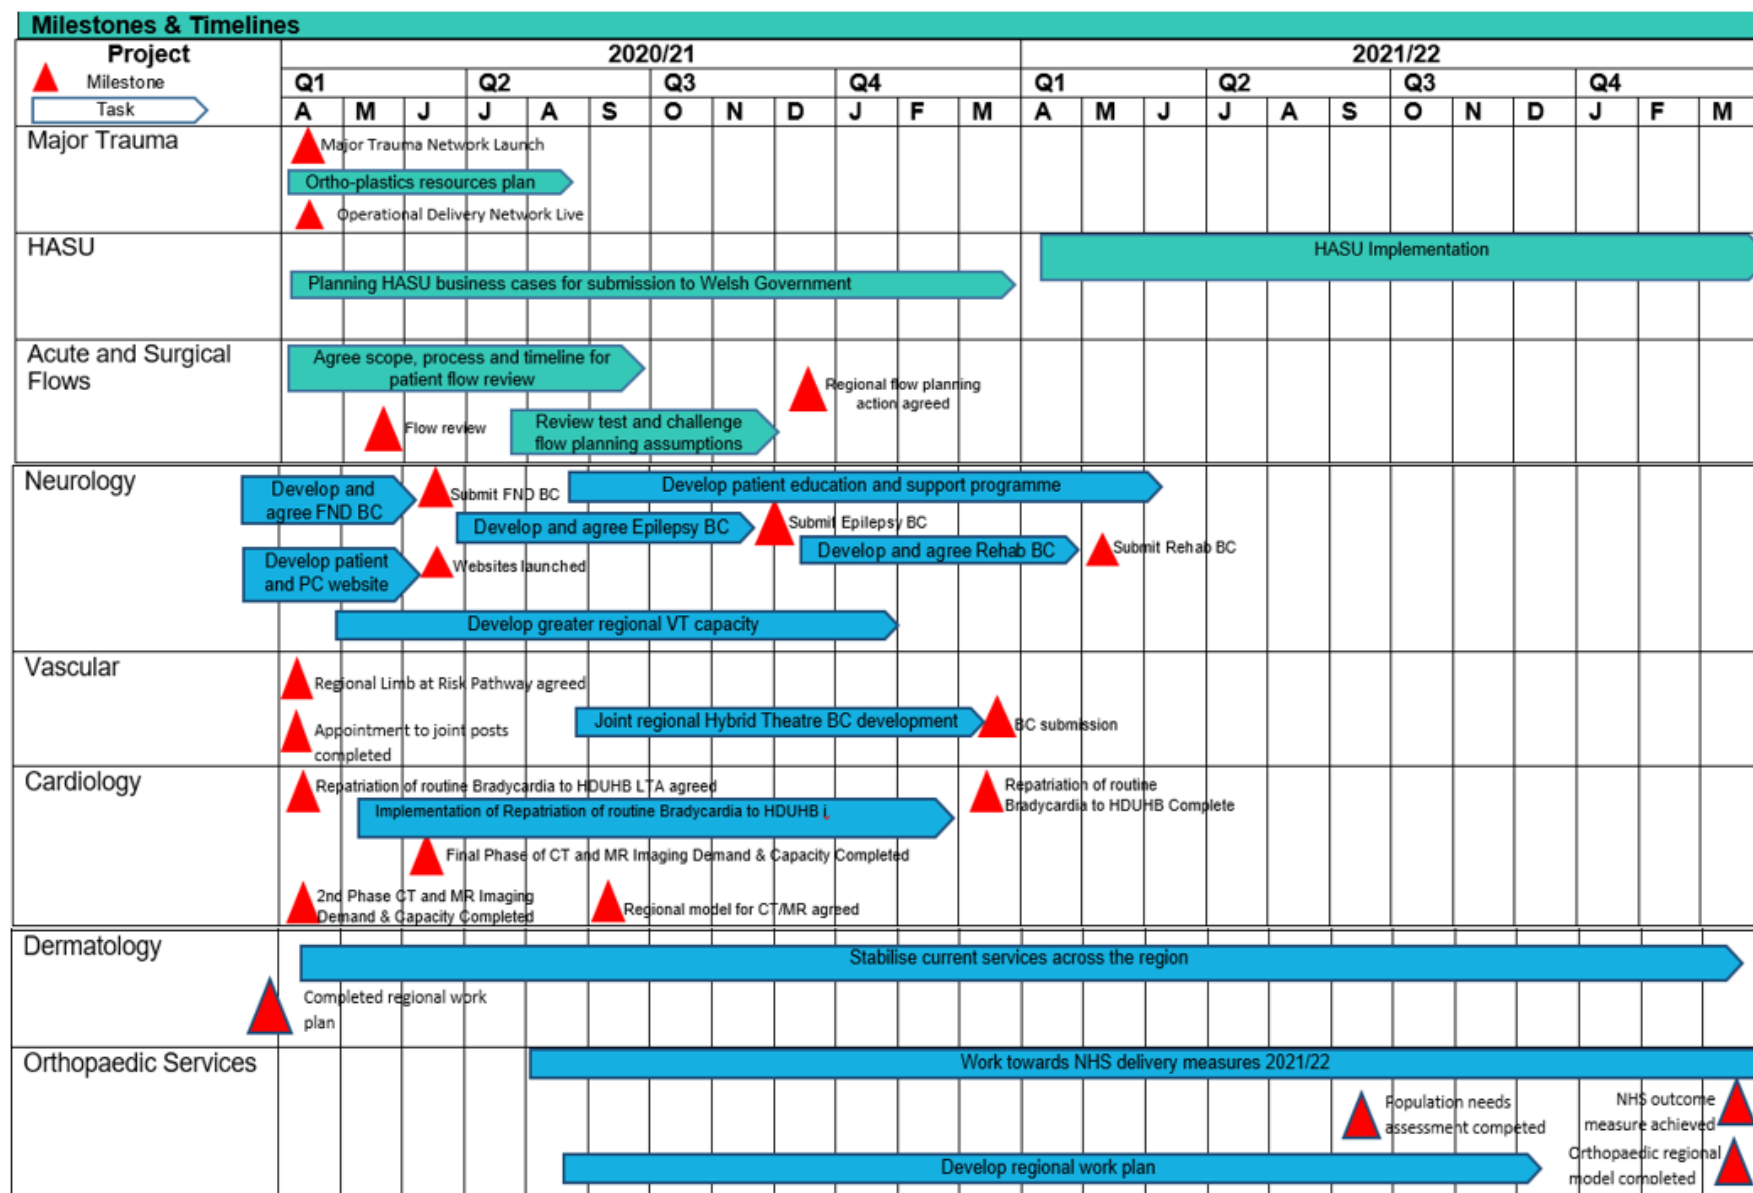 Milestones & Timelines
Project
2020/21
2021/22
Milestone
Q1
Q2
Q3
Q4
Q1
Q2
Q3
Q4
Task
A
M
J
J
A
S
O
N
D
J
F
M
A
M
J
J
A
S
O
N
D
J
F
M
Major Trauma
Major Trauma Network Launch
Ortho-plastics resources plan
Operational Delivery Network Live
HASU
HASU Implementation
Planning HASU business cases for submission to Welsh Government
Acute and Surgical
Flows
Agree scope, process and timeline for
patient flow review
Regional flow planning
action agreed
Flow review
Review test and challenge
flow planning assumptions
Neurology
Develop and
agree FND BC
Submit FND BC
Develop patient education and support programme
Develop and agree Epilepsy BC
Submit Epilepsy BC
Develop and agree Rehab BC
Submit Rehab BC
Develop patient
and PC website
Websites launched
Develop greater regional VT capacity
Vascular
Regional Limb at Risk Pathway agreed
Appointment to joint posts
completed
Joint regional Hybrid Theatre BC development
BC submission
Cardiology
Repatriation of routine Bradycardia to HDUHB LTA agreed
Implementation of Repatriation of routine Bradycardia to HDUHB i,
Repatriation of routine
Bradycardia to HDUHB Complete
Final Phase of CT and MR Imaging Demand & Capacity Completed
2nd Phase CT and MR Imaging
Demand & Capacity Completed
Regional model for CT/MR agreed
Dermatology
Stabilise current services across the region
Completed regional work
plan
Orthopaedic Services
Work towards NHS delivery measures 2021/22
Population needs
assessment competed
NHS outcome
measure achieved
Develop regional work plan
Orthopaedic regional
model completed